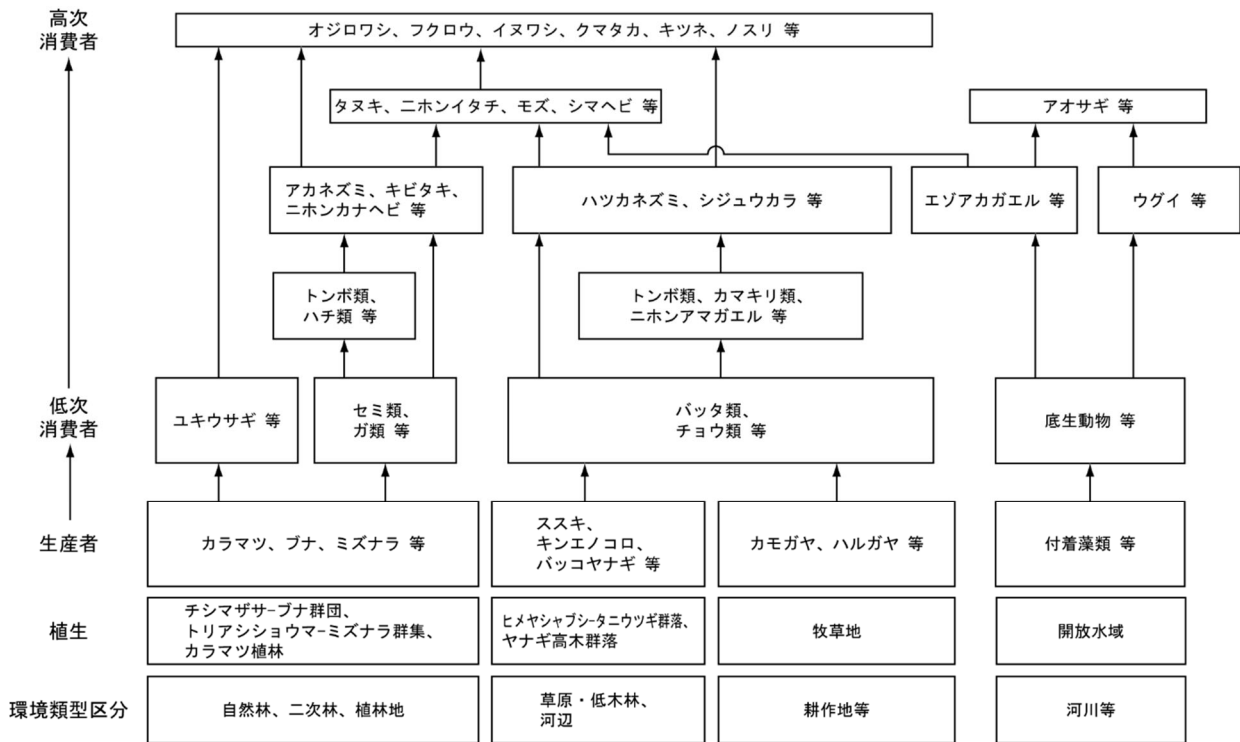 高次
消費者
オジロワシ、フクロウ、イヌワシ、クマタカ、キツネ、ノスリ 等
タヌキ、ニホンイタチ、モズ、シマヘビ 等
アオサギ 等
アカネズミ、キビタキ、
ニホンカナヘビ 等
ハツカネズミ、シジュウカラ 等
エゾアカガエル 等
ウグイ 等
トンボ類、
ハチ類 等
トンボ類、カマキリ類、
ニホンアマガエル 等
低次
消費者
ユキウサギ 等
セミ類、
ガ類 等
バッタ類、
チョウ類 等
底生動物 等
生産者
カラマツ、ブナ、ミズナラ 等
ススキ、
キンエノコロ、
バッコヤナギ 等
カモガヤ、ハルガヤ 等
付着藻類 等
植生
チシマザサ-ブナ群団、
トリアシショウマ-ミズナラ群集、
カラマツ植林
ヒメヤシャブシ-タニウツギ群落、
ヤナギ高木群落
牧草地
開放水域
環境類型区分
自然林、二次林、植林地
草原・低木林、
河辺
耕作地等
河川等